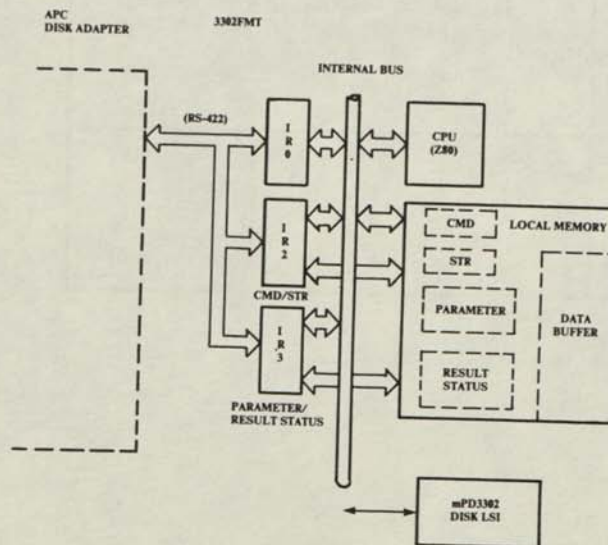 APC
DISK ADAPTER
3302FMT
INTERNAL BUS
(RS-422)
I
R
0
CPU
(Z80)
I
R
2
CMD/STR
CMD
LOCAL MEMORY
STR
PARAMETER
DATA
BUFFER
RESULT
STATUS
I
R
3
PARAMETER/
RESULT STATUS
mPD3302
DISK LSI